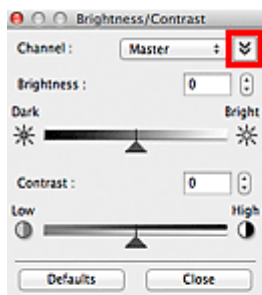 Brightness/Contrast
Channel : Master
Brightness : 0
Dark Bright
Contrast : 0
Low High
Defaults Close